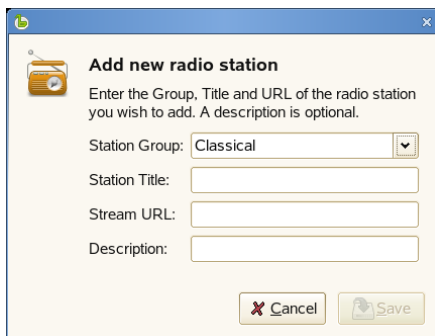 Add new radio station
Enter the Group, Title and URL of the radio station
you wish to add. A description is optional.
Station Group: Classical
Station Title:
Stream URL:
Description:
Cancel Save